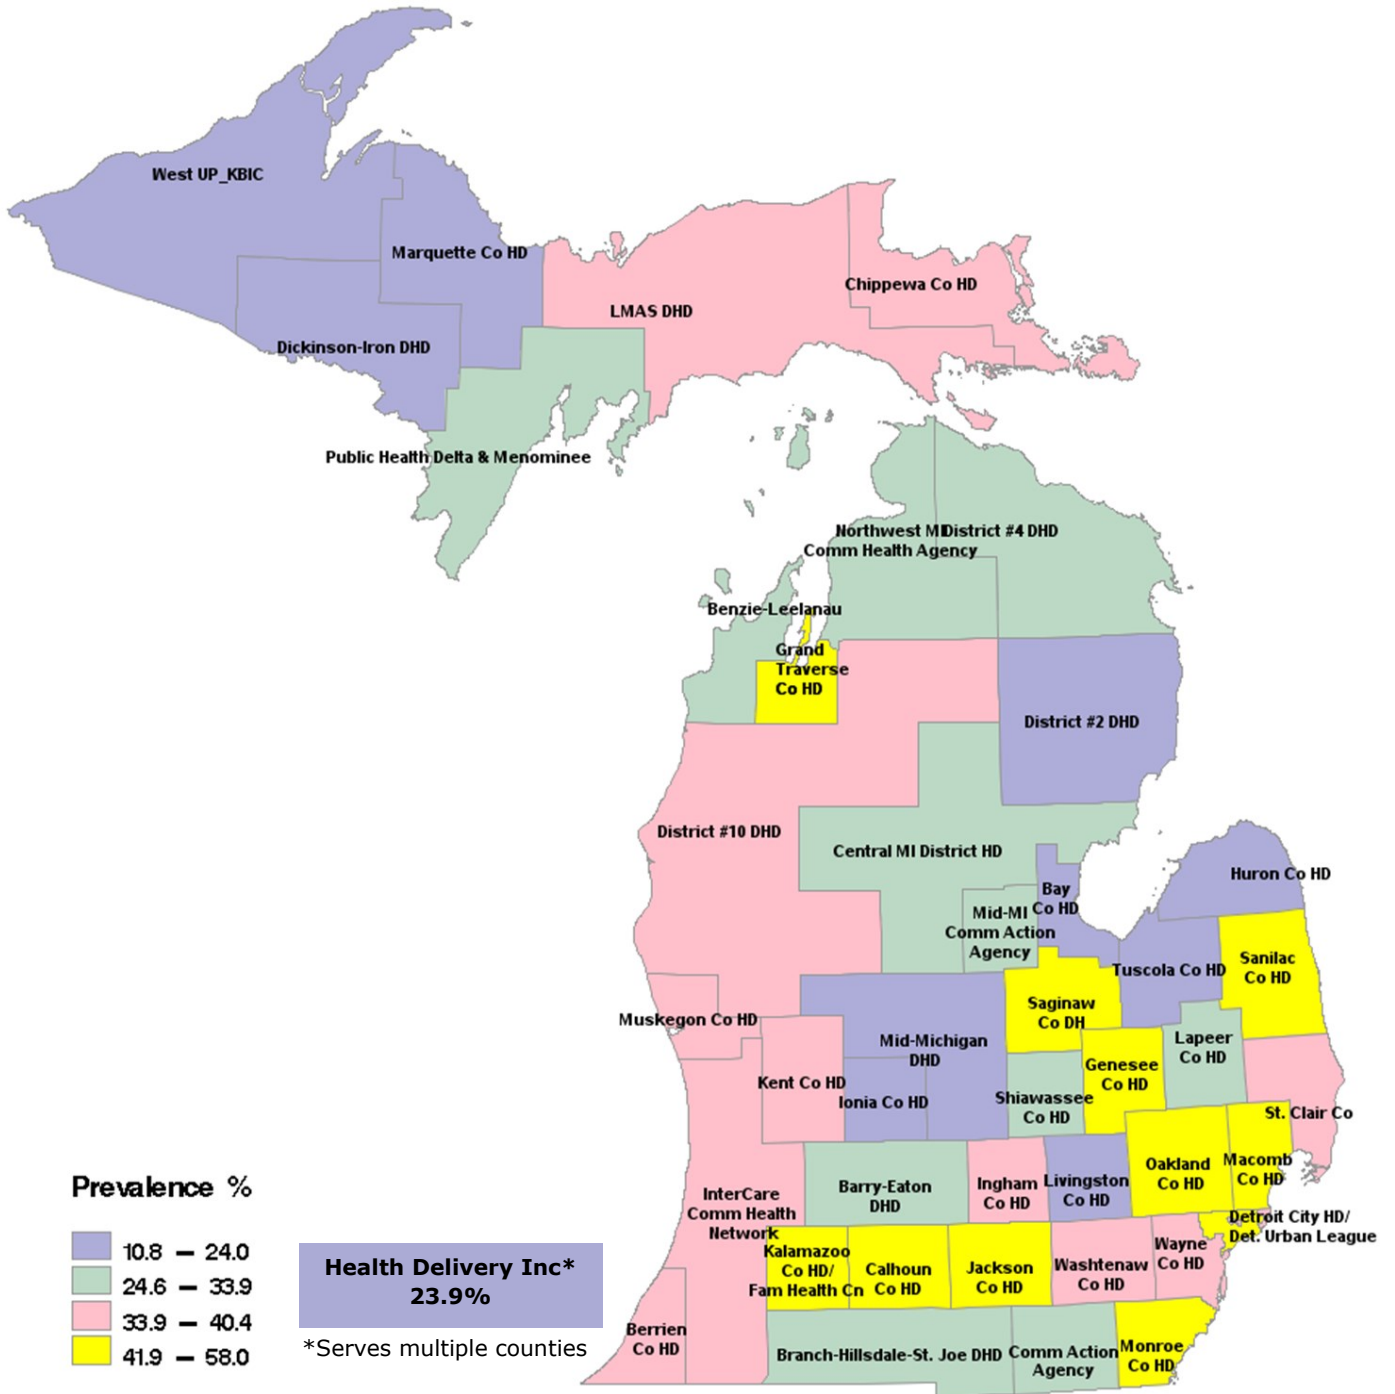 West UP_KBIC
Marquette Co HD
Chippewa Co HD
LMAS DHD
Dickinson-Iron DHD
Public Health Delta & Menominee
Northwest MI
Comm Health Agency
District #4 DHD
Benzie-Leelanau
Grand
Traverse
Co HD
District #2 DHD
District #10 DHD
Central MI District HD
Huron Co HD
Bay
Co HD
Mid-MI
Comm Action
Agency
Tuscola Co HD
Sanilac
Co HD
Saginaw
Co DH
Muskegon Co HD
Mid-Michigan
DHD
Lapeer
Co HD
Genesee
Co HD
Kent Co HD
Ionia Co HD
Shiawassee
Co HD
St. Clair Co
Oakland
Co HD
Macomb
Co HD
InterCare
Comm Health
Network
Barry-Eaton
DHD
Ingham
Co HD
Livingston
Co HD
Detroit City HD/
Det. Urban League
Kalamazoo
Co HD/
Fam Health Cn
Calhoun
Co HD
Jackson
Co HD
Washtenaw
Co HD
Wayne
Co HD
Berrien
Co HD
Branch-Hillsdale-St. Joe DHD
Comm Action
Agency
Monroe
Co HD
Prevalence %
10.8 – 24.0
24.6 – 33.9
33.9 – 40.4
41.9 – 58.0
Health Delivery Inc*
23.9%
*Serves multiple counties